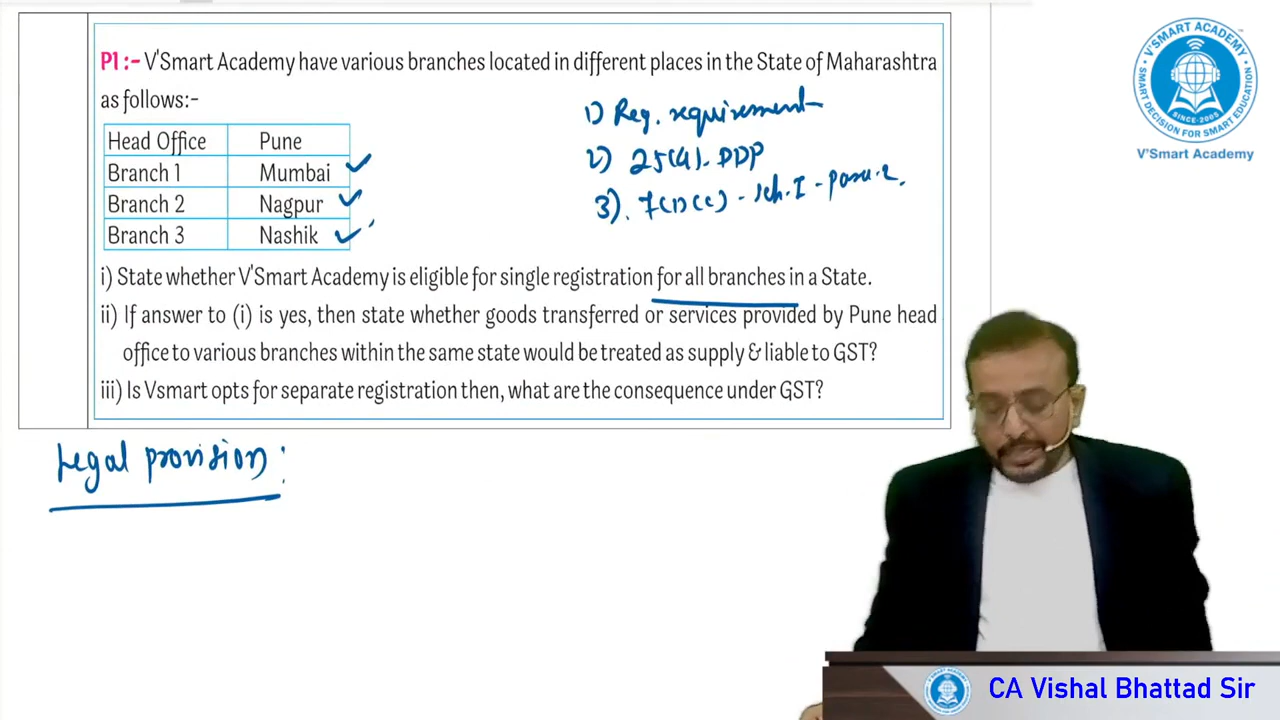 P1 :- V'Smart Academy have various branches located in different places in the State of Maharashtra
as follows:-
Head Office Pune
Branch 1 Mumbai
Branch 2 Nagpur
Branch 3 Nashik
1) Reg. requirement
2) 25(4)- DDP
3). 7(1)(c) - Sch. I - para-2.
i) State whether V'Smart Academy is eligible for single registration for all branches in a State.
ii) If answer to (i) is yes, then state whether goods transferred or services provided by Pune head
office to various branches within the same state would be treated as supply & liable to GST?
iii) Is Vsmart opts for separate registration then, what are the consequence under GST?
Legal provision:
V'SMART ACADEMY
SINCE-2005
SMART DECISION FOR SMART EDUCATION
V'Smart Academy
CA Vishal Bhattad Sir